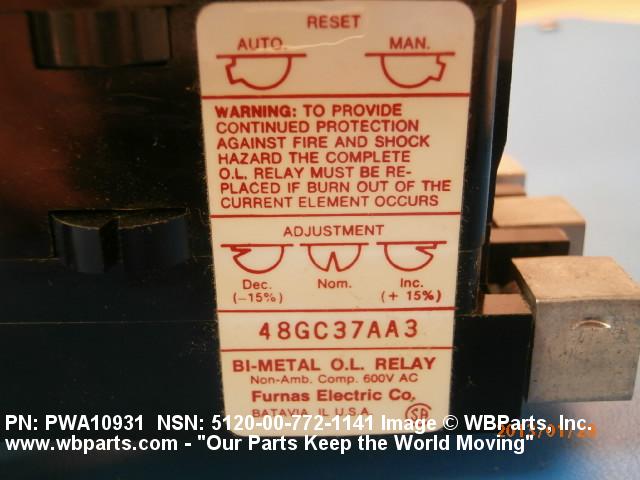 RESET
AUTO. MAN.
WARNING: TO PROVIDE
CONTINUED PROTECTION
AGAINST FIRE AND SHOCK
HAZARD THE COMPLETE
O.L. RELAY MUST BE RE-
PLACED IF BURN OUT OF THE
CURRENT ELEMENT OCCURS
ADJUSTMENT
Dec. Nom. Inc.
(-15%) (+ 15%)
48GC37AA3
BI-METAL O.L. RELAY
Non-Amb. Comp. 600V AC
Furnas Electric Co.
BATAVIA, IL U.S.A. SA
PN: PWA10931 NSN: 5120-00-772-1141 Image © WBParts, Inc.
www.wbparts.com - "Our Parts Keep the World Moving"